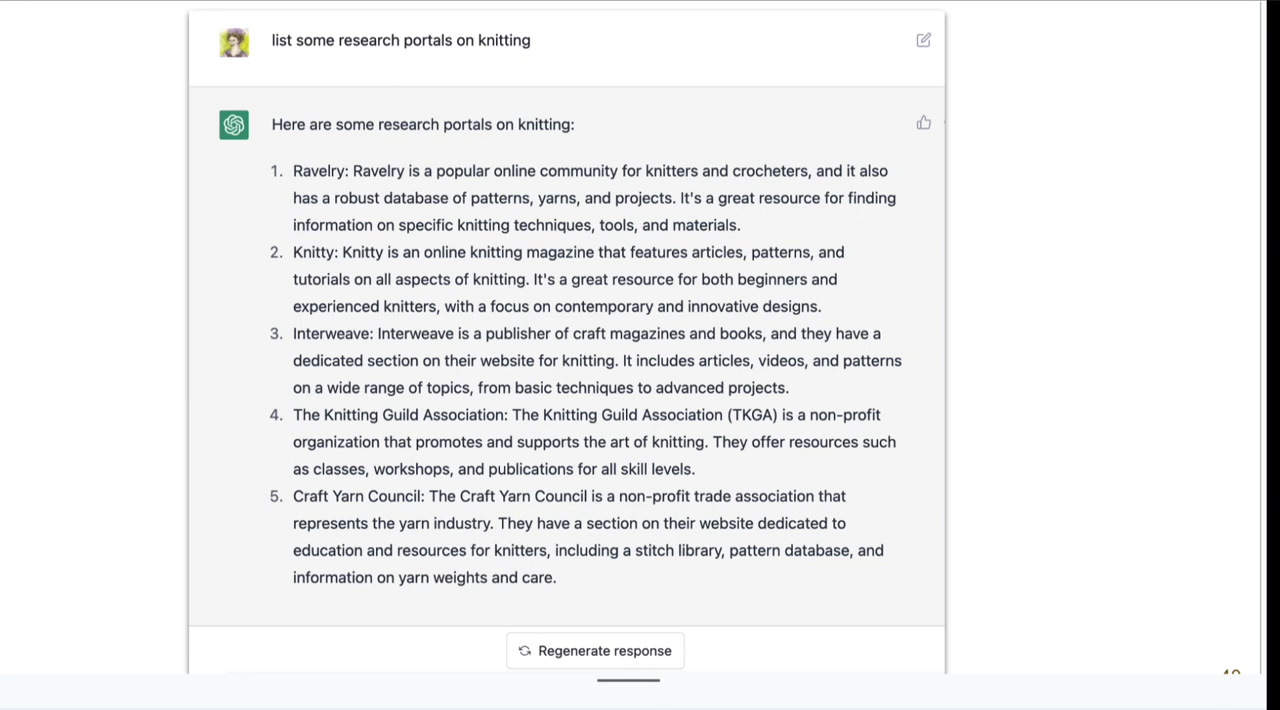 list some research portals on knitting
Here are some research portals on knitting:
1. Ravelry: Ravelry is a popular online community for knitters and crocheters, and it also
has a robust database of patterns, yarns, and projects. It's a great resource for finding
information on specific knitting techniques, tools, and materials.
2. Knitty: Knitty is an online knitting magazine that features articles, patterns, and
tutorials on all aspects of knitting. It's a great resource for both beginners and
experienced knitters, with a focus on contemporary and innovative designs.
3. Interweave: Interweave is a publisher of craft magazines and books, and they have a
dedicated section on their website for knitting. It includes articles, videos, and patterns
on a wide range of topics, from basic techniques to advanced projects.
4. The Knitting Guild Association: The Knitting Guild Association (TKGA) is a non-profit
organization that promotes and supports the art of knitting. They offer resources such
as classes, workshops, and publications for all skill levels.
5. Craft Yarn Council: The Craft Yarn Council is a non-profit trade association that
represents the yarn industry. They have a section on their website dedicated to
education and resources for knitters, including a stitch library, pattern database, and
information on yarn weights and care.
Regenerate response